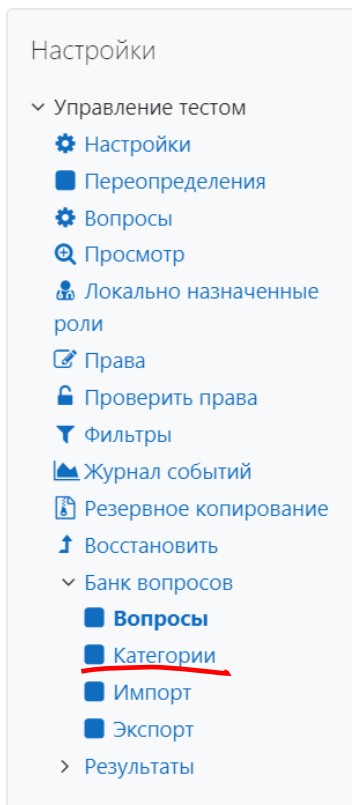 Настройки
Управление тестом
Настройки
Переопределения
Вопросы
Просмотр
Локально назначенные
роли
Права
Проверить права
Фильтры
Журнал событий
Резервное копирование
Восстановить
Банк вопросов
Вопросы
Категории
Импорт
Экспорт
Результаты